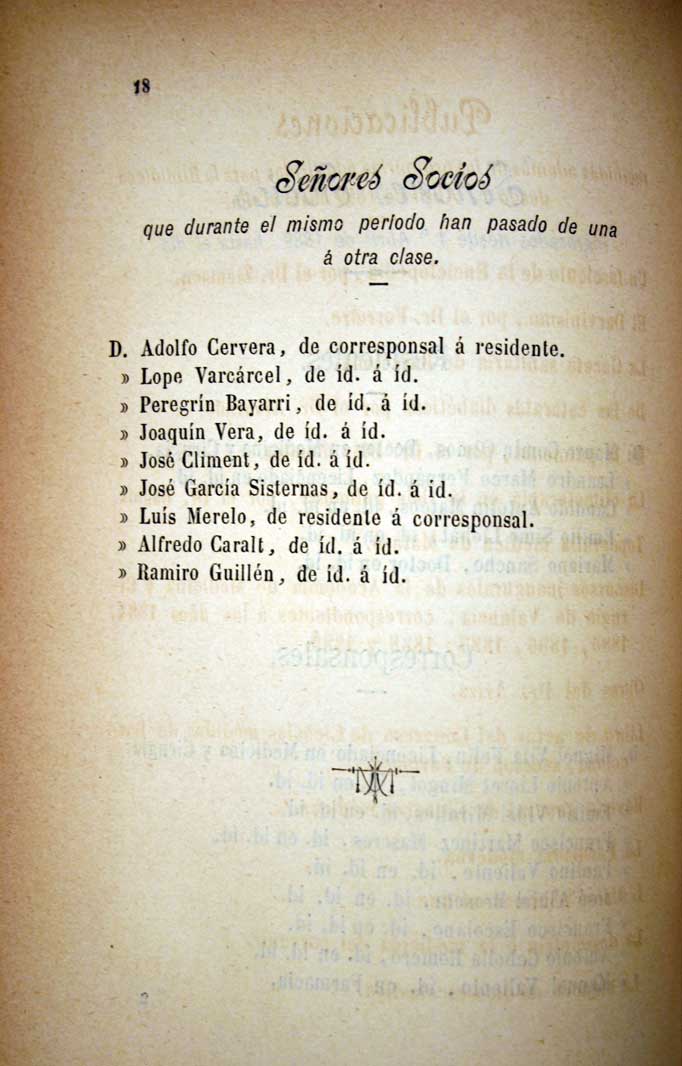 18
Señores Socios
que durante el mismo período han pasado de una
á otra clase.
D. Adolfo Cervera, de corresponsal á residente.
» Lope Varcárcel, de íd. á íd.
» Peregrín Bayarri, de íd. á íd.
» Joaquín Vera, de íd. á íd.
» José Climent, de íd. á íd.
» José García Sisternas, de íd. á íd.
» Luís Merelo, de residente á corresponsal.
» Alfredo Caralt, de íd. á íd.
» Ramiro Guillén, de íd. á íd.